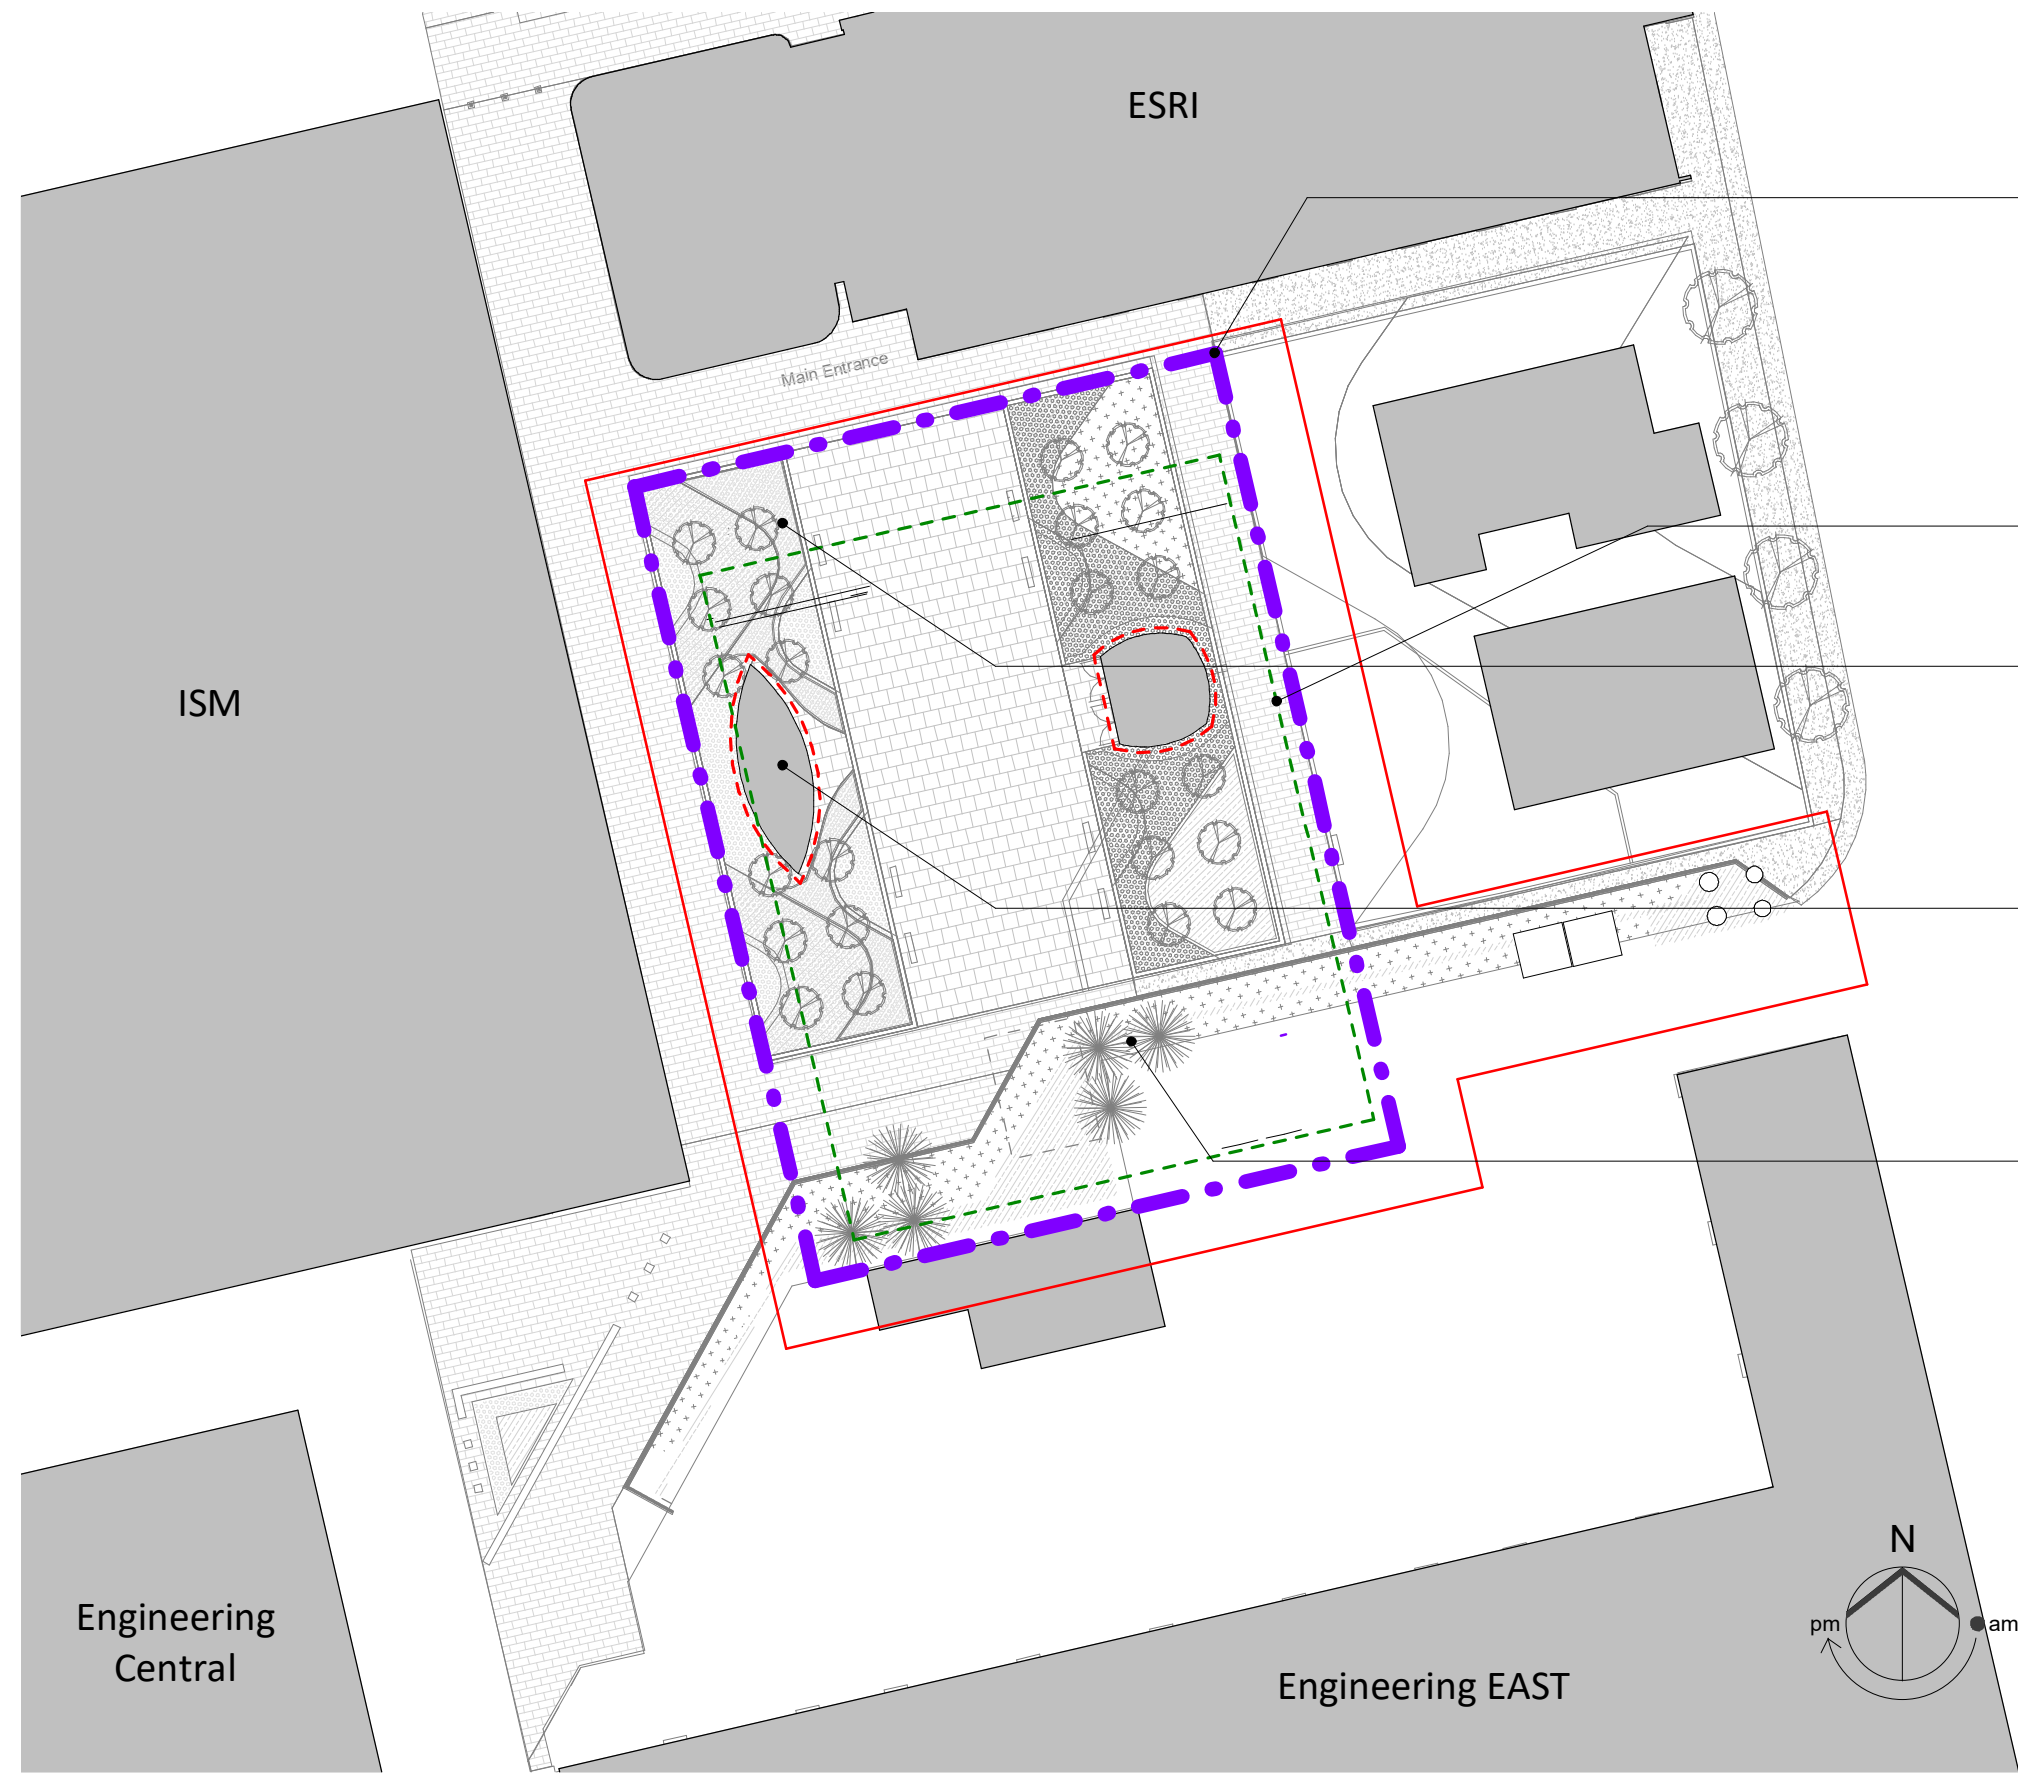 ESRI
Main Entrance
ISM
N
pm
am
Engineering
Central
Engineering EAST